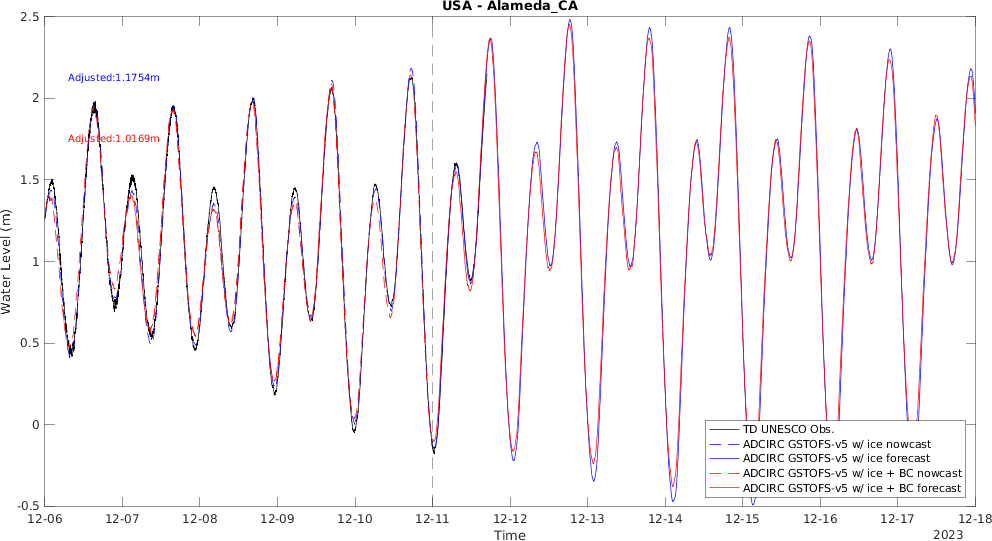 USA - Alameda_CA
2.5
2
1.5
1
0.5
0
-0.5
Water Level (m)
Adjusted:1.1754m
Adjusted:1.0169m
TD UNESCO Obs.
ADCIRC GSTOFS-v5 w/ ice nowcast
ADCIRC GSTOFS-v5 w/ ice forecast
ADCIRC GSTOFS-v5 w/ ice + BC nowcast
ADCIRC GSTOFS-v5 w/ ice + BC forecast
12-06 12-07 12-08 12-09 12-10 12-11 12-12 12-13 12-14 12-15 12-16 12-17 12-18
Time
2023